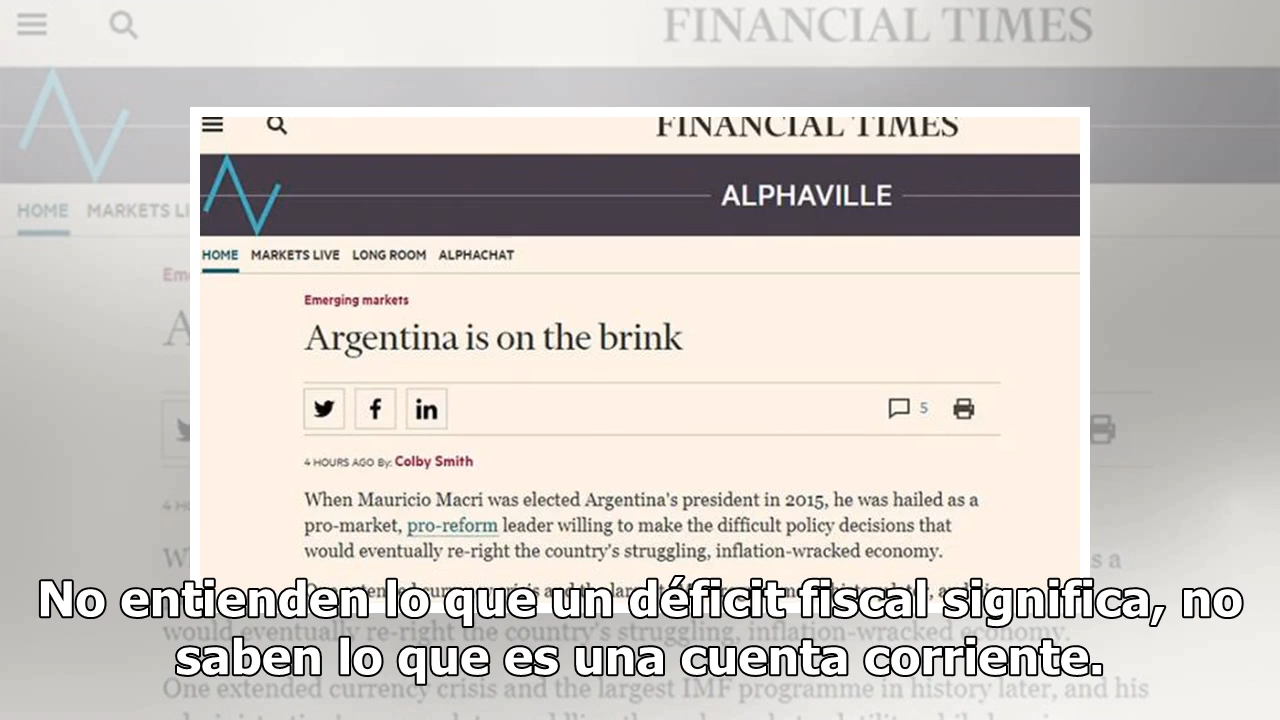 FINANCIAL TIMES
HOME MARKETS LI
Em
A
FINANCIAL TIMES
ALPHAVILLE
HOME MARKETS LIVE LONG ROOM ALPHACHAT
Emerging markets
Argentina is on the brink
5
4 HOURS AGO By: Colby Smith
When Mauricio Macri was elected Argentina's president in 2015, he was hailed as a
pro-market, pro-reform leader willing to make the difficult policy decisions that
would eventually re-right the country's struggling, inflation-wracked economy.
No entienden lo que un déficit fiscal significa, no
saben lo que es una cuenta corriente.
would eventually re-right the country's struggling, inflation-wracked economy.
One extended currency crisis and the largest IMF programme in history later, and his